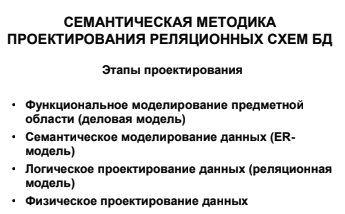 СЕМАНТИЧЕСКАЯ МЕТОДИКА
ПРОЕКТИРОВАНИЯ РЕЛЯЦИОННЫХ СХЕМ БД
Этапы проектирования
• Функциональное моделирование предметной
области (деловая модель)
• Семантическое моделирование данных (ER-
модель)
• Логическое проектирование данных (реляционная
модель)
• Физическое проектирование данных